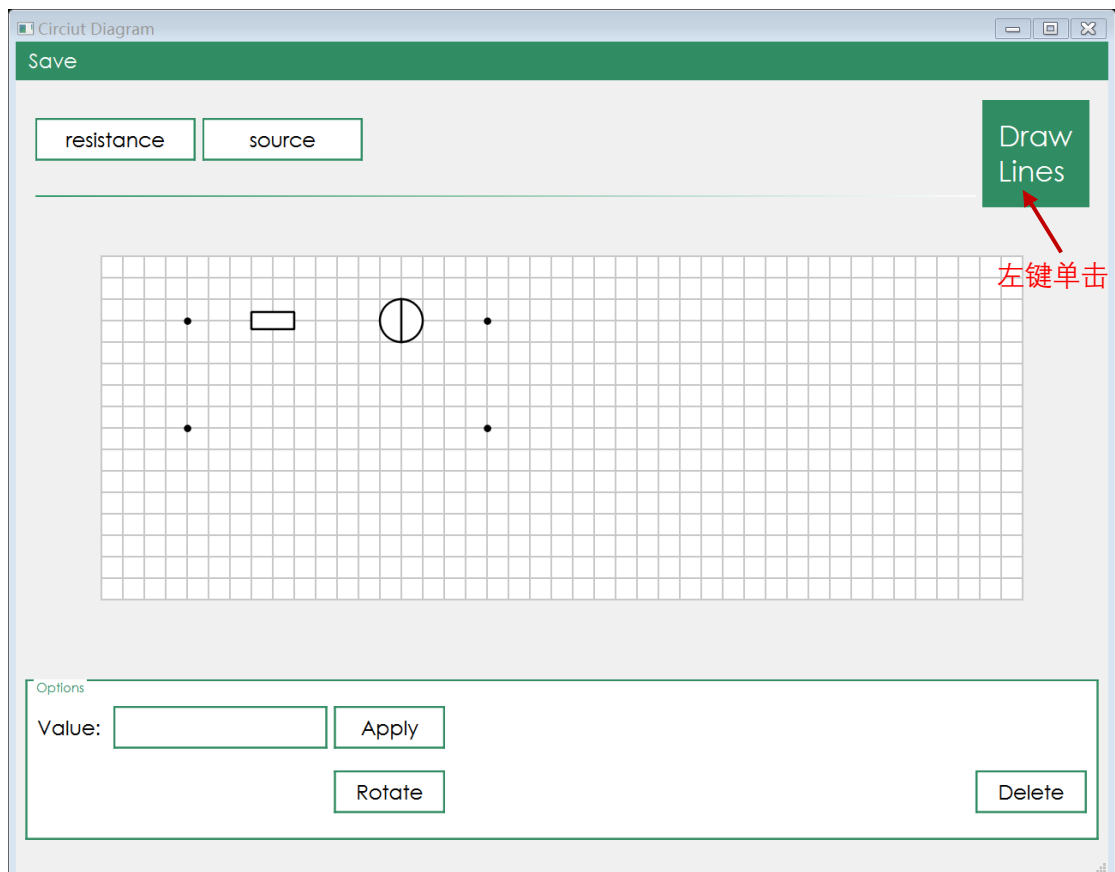 Circiut Diagram
Save
resistance
source
Draw
Lines
左键单击
Options
Value:
Apply
Rotate
Delete